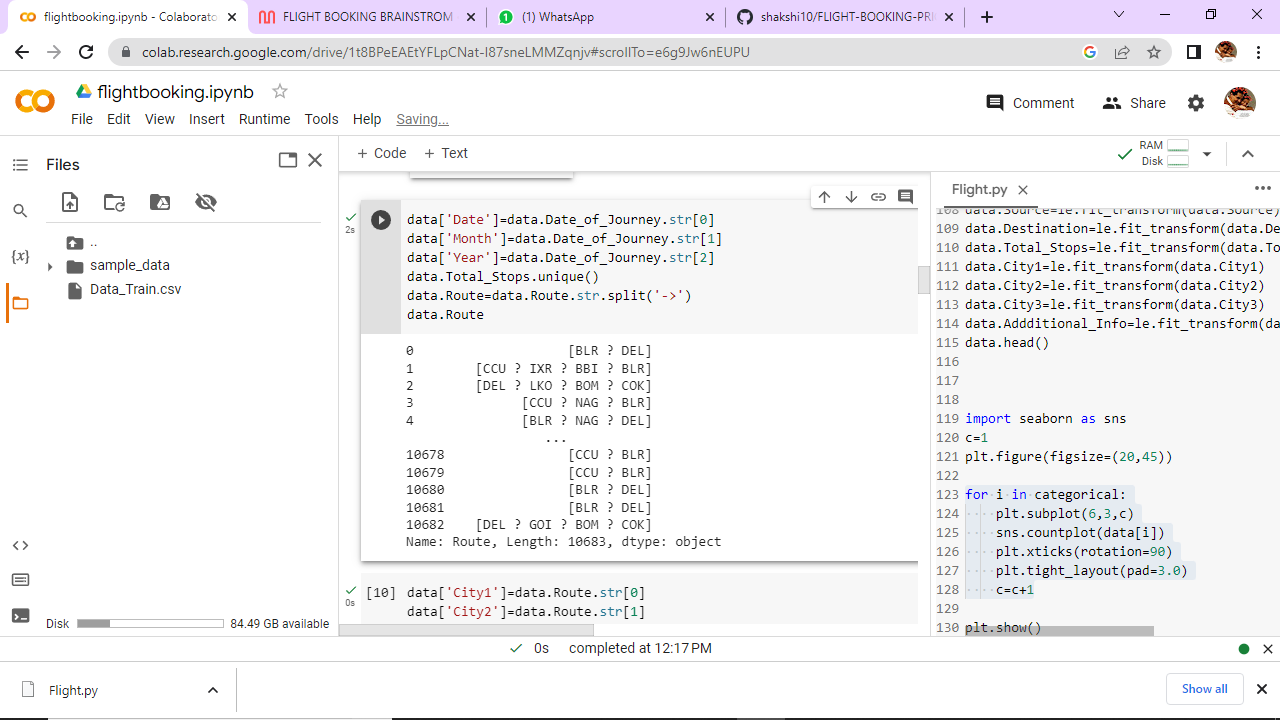 flightbooking.ipynb - Colaborato
FLIGHT BOOKING BRAINSTROM
(1) WhatsApp
shakshi10/FLIGHT-BOOKING-PRI
colab.research.google.com/drive/1t8BPeEAEtYFLpCNat-I87sneLMMZqnjv#scrollTo=e6g9Jw6nEUPU
flightbooking.ipynb
File Edit View Insert Runtime Tools Help Saving...
Comment Share
Files
+ Code + Text
RAM
Disk
..
sample_data
Data_Train.csv
{x}
Disk 84.49 GB available
2s
data['Date']=data.Date_of_Journey.str[0]
data['Month']=data.Date_of_Journey.str[1]
data['Year']=data.Date_of_Journey.str[2]
data.Total_Stops.unique()
data.Route=data.Route.str.split('->')
data.Route
0 [BLR ? DEL]
1 [CCU ? IXR ? BBI ? BLR]
2 [DEL ? LKO ? BOM ? COK]
3 [CCU ? NAG ? BLR]
4 [BLR ? NAG ? DEL]
...
10678 [CCU ? BLR]
10679 [CCU ? BLR]
10680 [BLR ? DEL]
10681 [BLR ? DEL]
10682 [DEL ? GOI ? BOM ? COK]
Name: Route, Length: 10683, dtype: object
0s
[10] data['City1']=data.Route.str[0]
data['City2']=data.Route.str[1]
Flight.py
108 data.Source=le.fit_transform(data.Source)
109 data.Destination=le.fit_transform(data.De
110 data.Total_Stops=le.fit_transform(data.To
111 data.City1=le.fit_transform(data.City1)
112 data.City2=le.fit_transform(data.City2)
113 data.City3=le.fit_transform(data.City3)
114 data.Addditional_Info=le.fit_transform(da
115 data.head()
116
117
118
119 import seaborn as sns
120 c=1
121 plt.figure(figsize=(20,45))
122
123 for i in categorical:
124 plt.subplot(6,3,c)
125 sns.countplot(data[i])
126 plt.xticks(rotation=90)
127 plt.tight_layout(pad=3.0)
128 c=c+1
129
130 plt.show()
0s completed at 12:17 PM
Flight.py
Show all